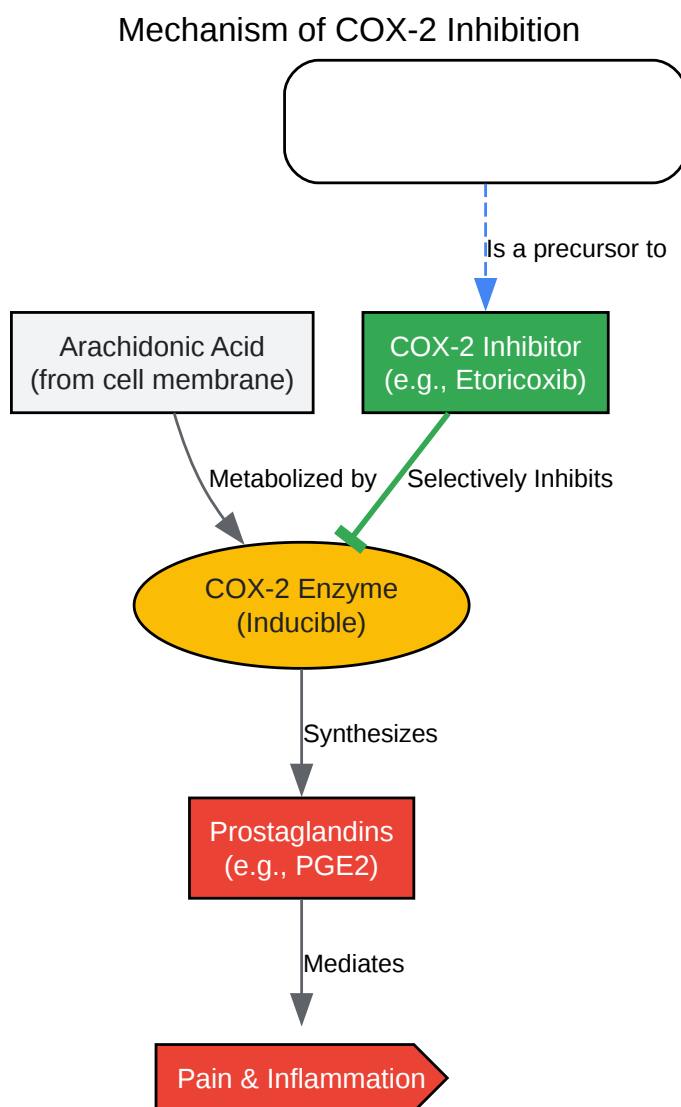 Mechanism of COX-2 Inhibition
Is a precursor to
Arachidonic Acid
(from cell membrane)
COX-2 Inhibitor
(e.g., Etoricoxib)
Metabolized by
Selectively Inhibits
COX-2 Enzyme
(Inducible)
Synthesizes
Prostaglandins
(e.g., PGE2)
Mediates
Pain & Inflammation